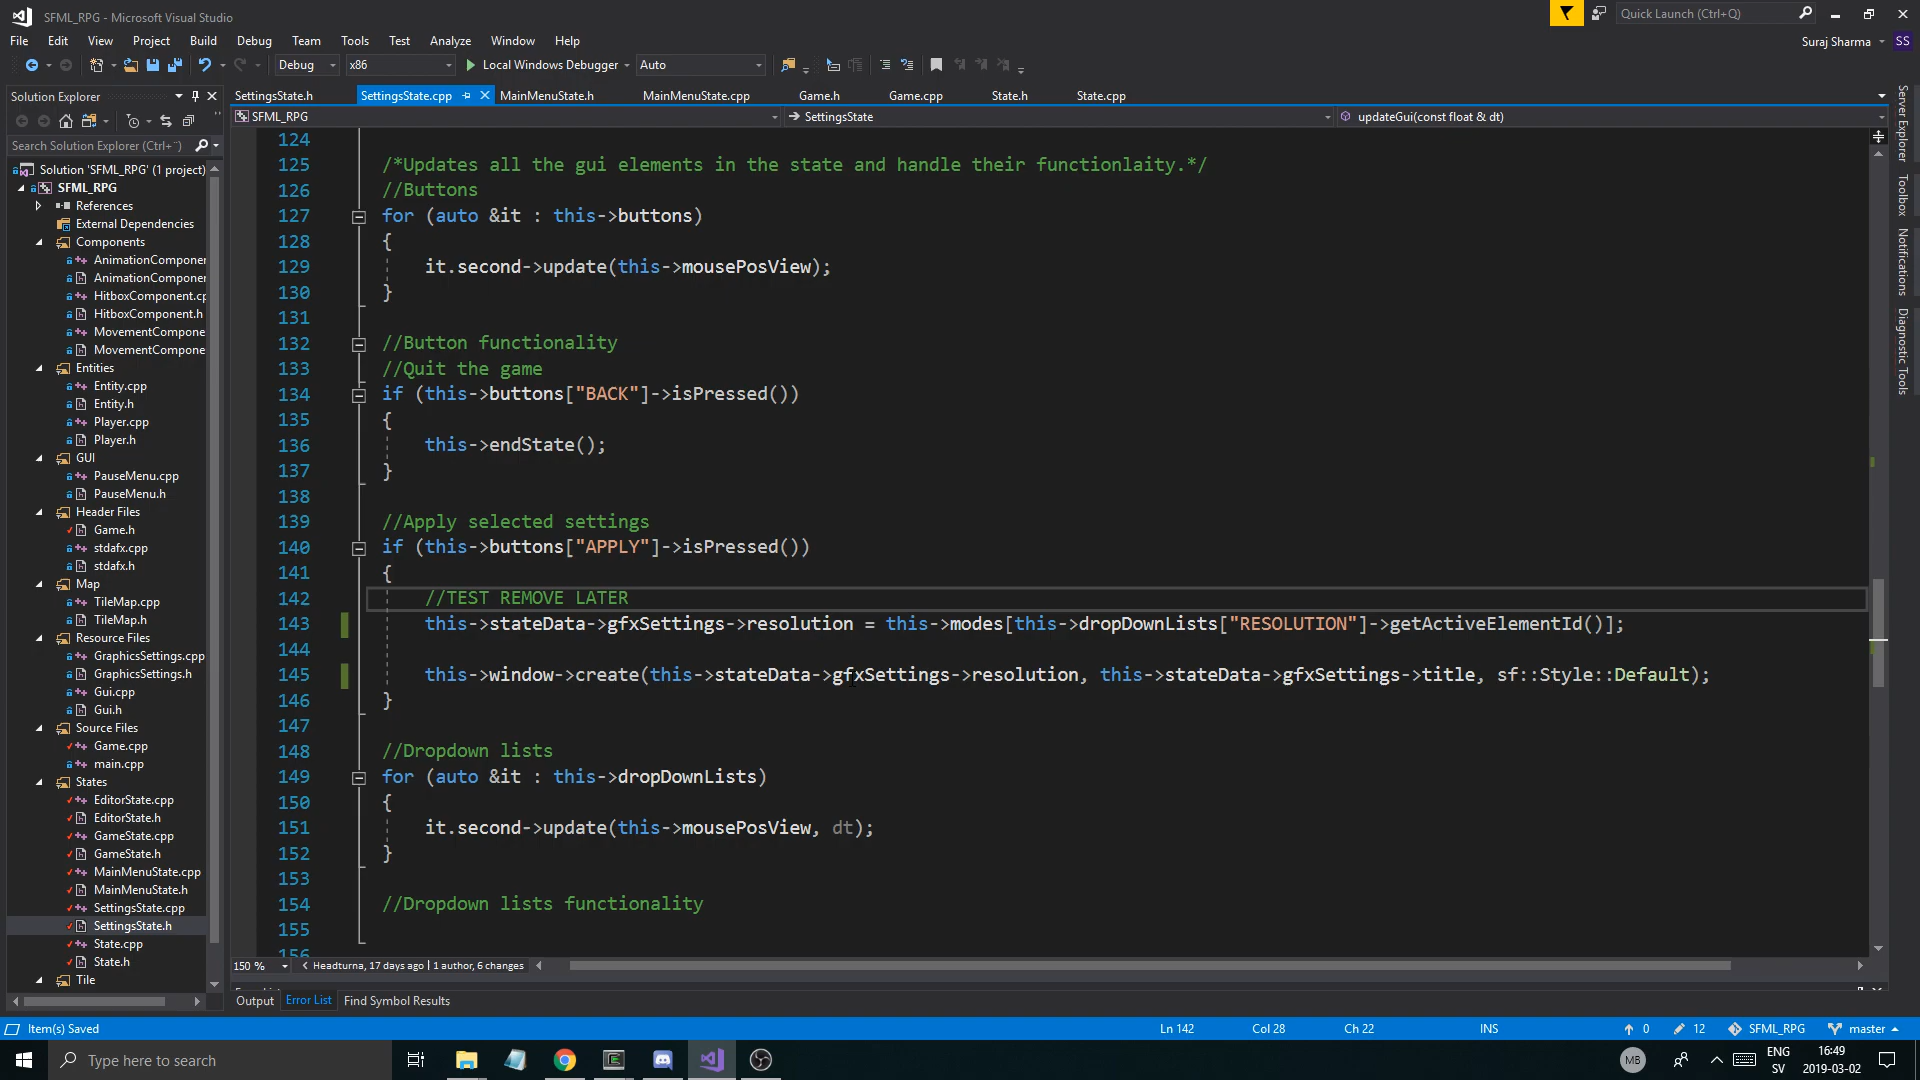 SFML_RPG - Microsoft Visual Studio
Quick Launch (Ctrl+Q)
File Edit View Project Build Debug Team Tools Test Analyze Window Help
Suraj Sharma SS
Debug x86 Local Windows Debugger Auto
Solution Explorer
Search Solution Explorer (Ctrl+¨)
Solution 'SFML_RPG' (1 project)
SFML_RPG
References
External Dependencies
Components
AnimationComponen
AnimationComponen
HitboxComponent.cp
HitboxComponent.h
MovementCompone
MovementCompone
Entities
Entity.cpp
Entity.h
Player.cpp
Player.h
GUI
PauseMenu.cpp
PauseMenu.h
Header Files
Game.h
stdafx.cpp
stdafx.h
Map
TileMap.cpp
TileMap.h
Resource Files
GraphicsSettings.cpp
GraphicsSettings.h
Gui.cpp
Gui.h
Source Files
Game.cpp
main.cpp
States
EditorState.cpp
EditorState.h
GameState.cpp
GameState.h
MainMenuState.cpp
MainMenuState.h
SettingsState.cpp
SettingsState.h
State.cpp
State.h
Tile
SettingsState.h SettingsState.cpp MainMenuState.h MainMenuState.cpp Game.h Game.cpp State.h State.cpp
SFML_RPG SettingsState updateGui(const float & dt)
124
125 /*Updates all the gui elements in the state and handle their functionlaity.*/
126 //Buttons
127 for (auto &it : this->buttons)
128 {
129 it.second->update(this->mousePosView);
130 }
131
132 //Button functionality
133 //Quit the game
134 if (this->buttons["BACK"]->isPressed())
135 {
136 this->endState();
137 }
138
139 //Apply selected settings
140 if (this->buttons["APPLY"]->isPressed())
141 {
142 //TEST REMOVE LATER
143 this->stateData->gfxSettings->resolution = this->modes[this->dropDownLists["RESOLUTION"]->getActiveElementId()];
144
145 this->window->create(this->stateData->gfxSettings->resolution, this->stateData->gfxSettings->title, sf::Style::Default);
146 }
147
148 //Dropdown lists
149 for (auto &it : this->dropDownLists)
150 {
151 it.second->update(this->mousePosView, dt);
152 }
153
154 //Dropdown lists functionality
155
156
150 % Headturna, 17 days ago | 1 author, 6 changes
Server Explorer
Toolbox
Notifications
Diagnostic Tools
Output Error List Find Symbol Results
Item(s) Saved Ln 142 Col 28 Ch 22 INS 0 12 SFML_RPG master
Type here to search
MB
ENG
SV
16:49
2019-03-02